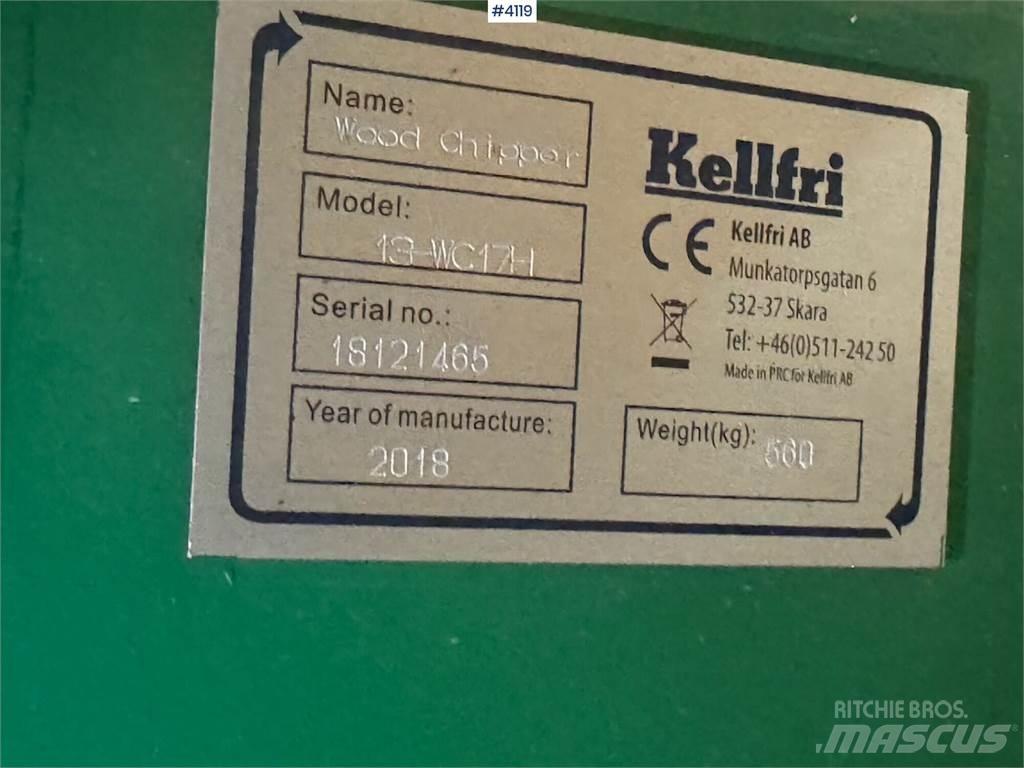 #4119
Name:
Wood Chipper
Model:
13-WC17H
Serial no.:
18121465
Year of manufacture:
2018
Kellfri
CE
Kellfri AB
Munkatorpsgatan 6
532-37 Skara
Tel: +46(0)511-242 50
Made in PRC for Kellfri AB
Weight(kg):
560
RITCHIE BROS.
MASCUS